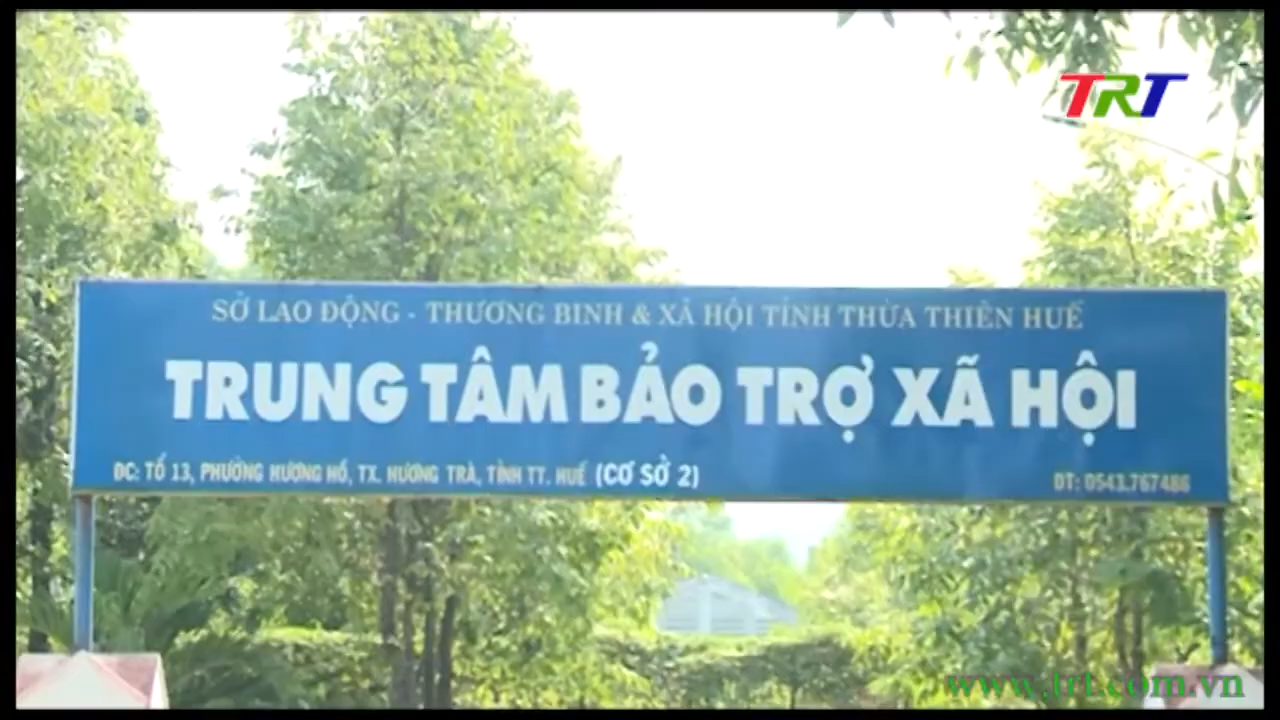 TRT
SỞ LAO ĐỘNG - THƯƠNG BINH & XÃ HỘI TỈNH THỪA THIÊN HUẾ
TRUNG TÂM BẢO TRỢ XÃ HỘI
ĐC: TỔ 13, PHƯỜNG HƯƠNG HỒ, TX. HƯƠNG TRÀ, TỈNH TT. HUẾ (CƠ SỞ 2) ĐT: 0543.767486
www.trt.com.vn